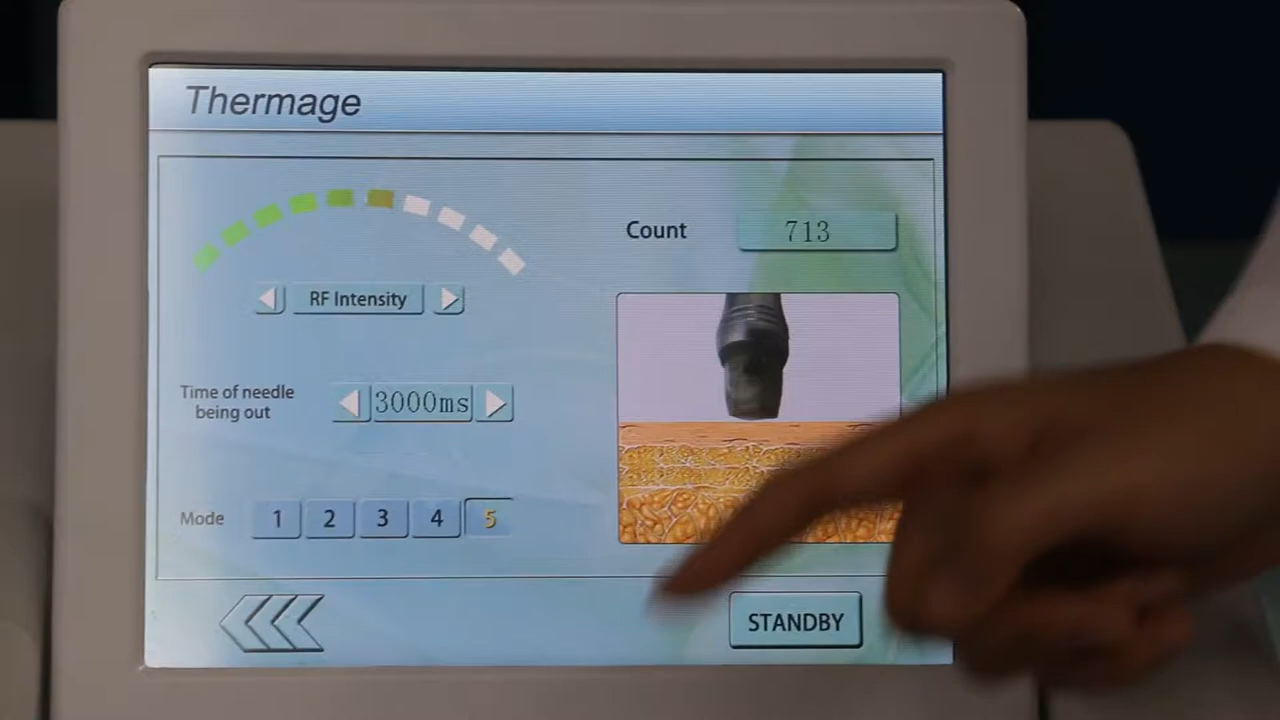 Thermage
Count 713
RF Intensity
Time of needle
being out
3000ms
Mode 1 2 3 4 5
STANDBY